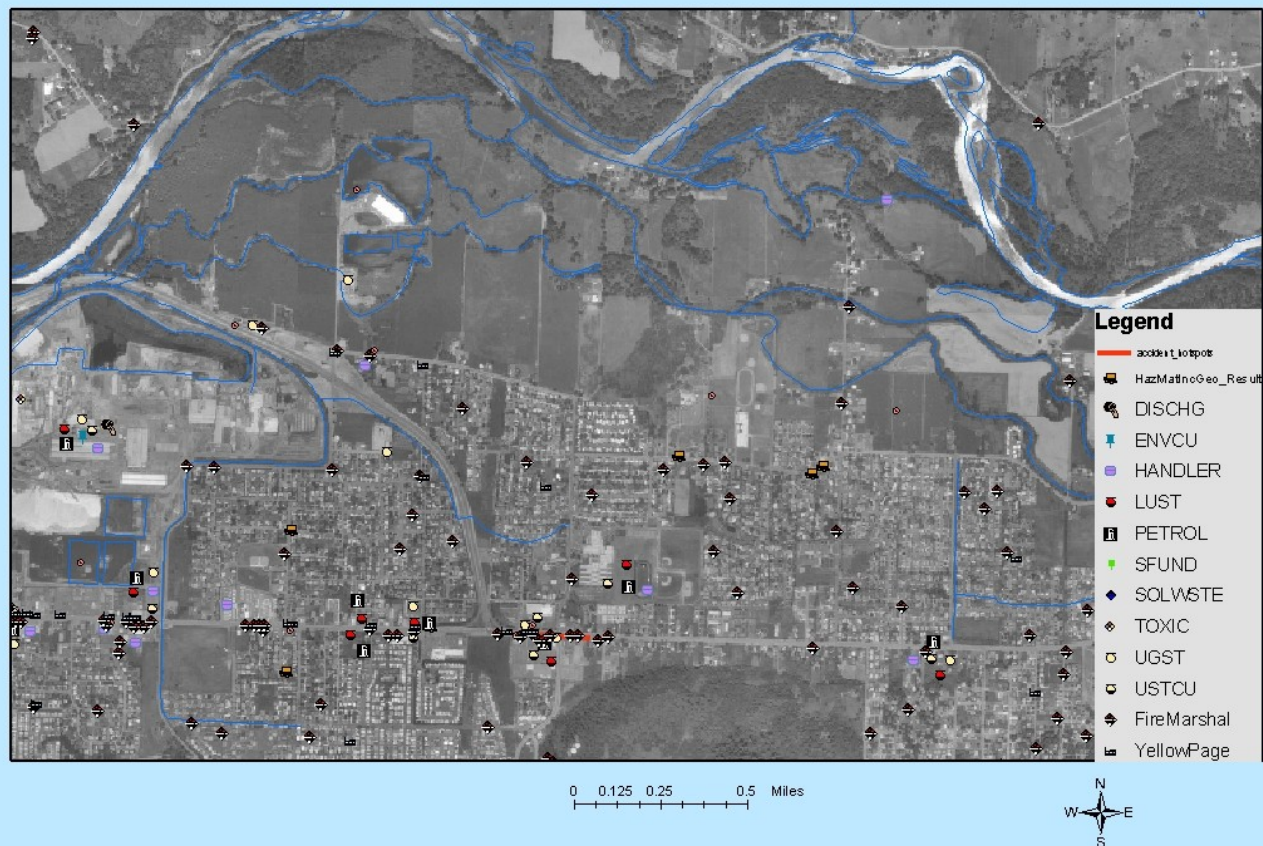 Legend
accident_hotspots
HazMatIncGeo_Result
DISCHG
ENVCU
HANDLER
LUST
PETROL
SFUND
SOLWSTE
TOXIC
UGST
USTCU
FireMarshal
YellowPage
0 0.125 0.25 0.5 Miles
N
W E
S